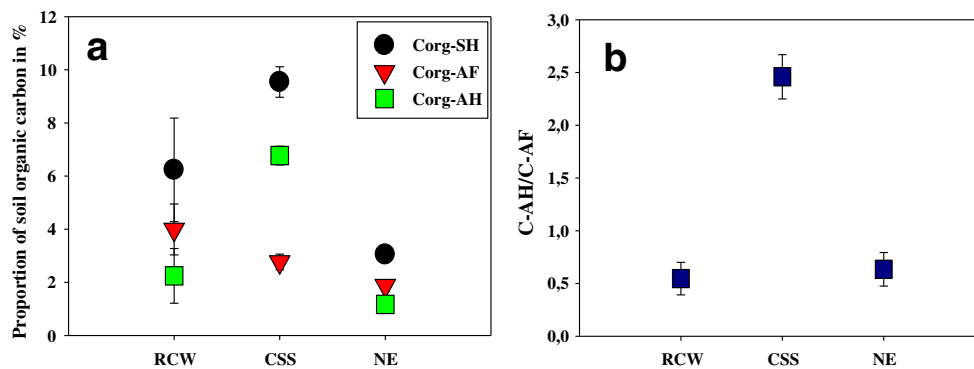 Proportion of soil organic carbon in %
12
10
8
6
4
2
0
a
Corg-SH
Corg-AF
Corg-AH
RCW CSS NE
C-AH/C-AF
3,0
2,5
2,0
1,5
1,0
0,5
0,0
b
RCW CSS NE